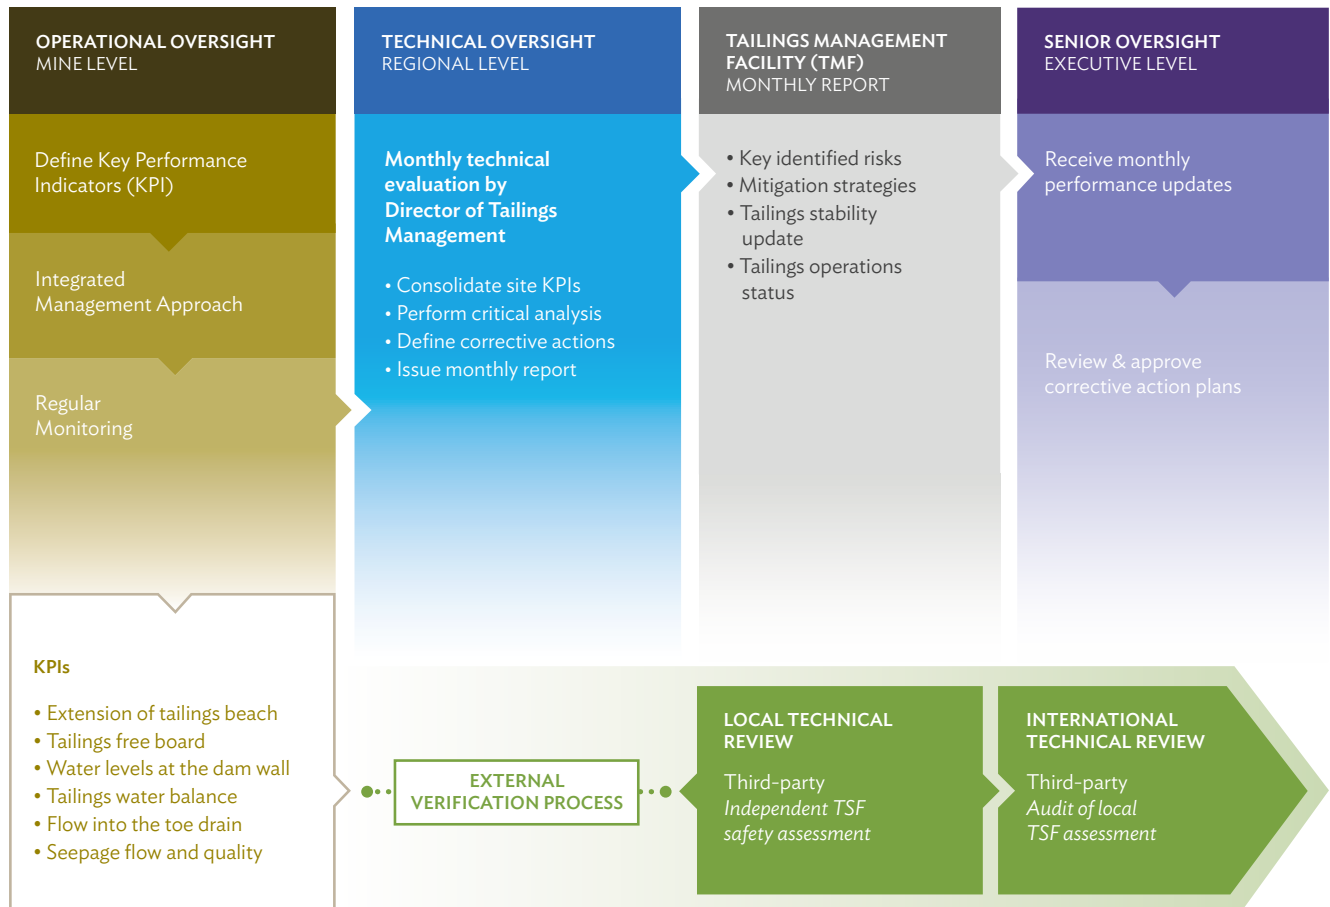 OPERATIONAL OVERSIGHT
MINE LEVEL
Define Key Performance
Indicators (KPI)
Integrated
Management Approach
Regular
Monitoring
KPIs
• Extension of tailings beach
• Tailings free board
• Water levels at the dam wall
• Tailings water balance
• Flow into the toe drain
• Seepage flow and quality
TECHNICAL OVERSIGHT
REGIONAL LEVEL
Monthly technical
evaluation by
Director of Tailings
Management
• Consolidate site KPIs
• Perform critical analysis
• Define corrective actions
• Issue monthly report
TAILINGS MANAGEMENT
FACILITY (TMF)
MONTHLY REPORT
• Key identified risks
• Mitigation strategies
• Tailings stability
update
• Tailings operations
status
SENIOR OVERSIGHT
EXECUTIVE LEVEL
Receive monthly
performance updates
Review & approve
corrective action plans
EXTERNAL
VERIFICATION PROCESS
LOCAL TECHNICAL
REVIEW
Third-party
Independent TSF
safety assessment
INTERNATIONAL
TECHNICAL REVIEW
Third-party
Audit of local
TSF assessment